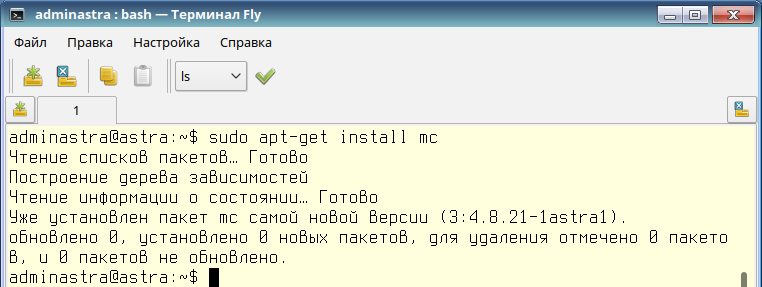 adminastra : bash — Терминал Fly
Файл Правка Настройка Справка
ls
1
adminastra@astra:~$ sudo apt-get install mc
Чтение списков пакетов… Готово
Построение дерева зависимостей
Чтение информации о состоянии… Готово
Уже установлен пакет mc самой новой версии (3:4.8.21-1astra1).
обновлено 0, установлено 0 новых пакетов, для удаления отмечено 0 пакето
в, и 0 пакетов не обновлено.
adminastra@astra:~$